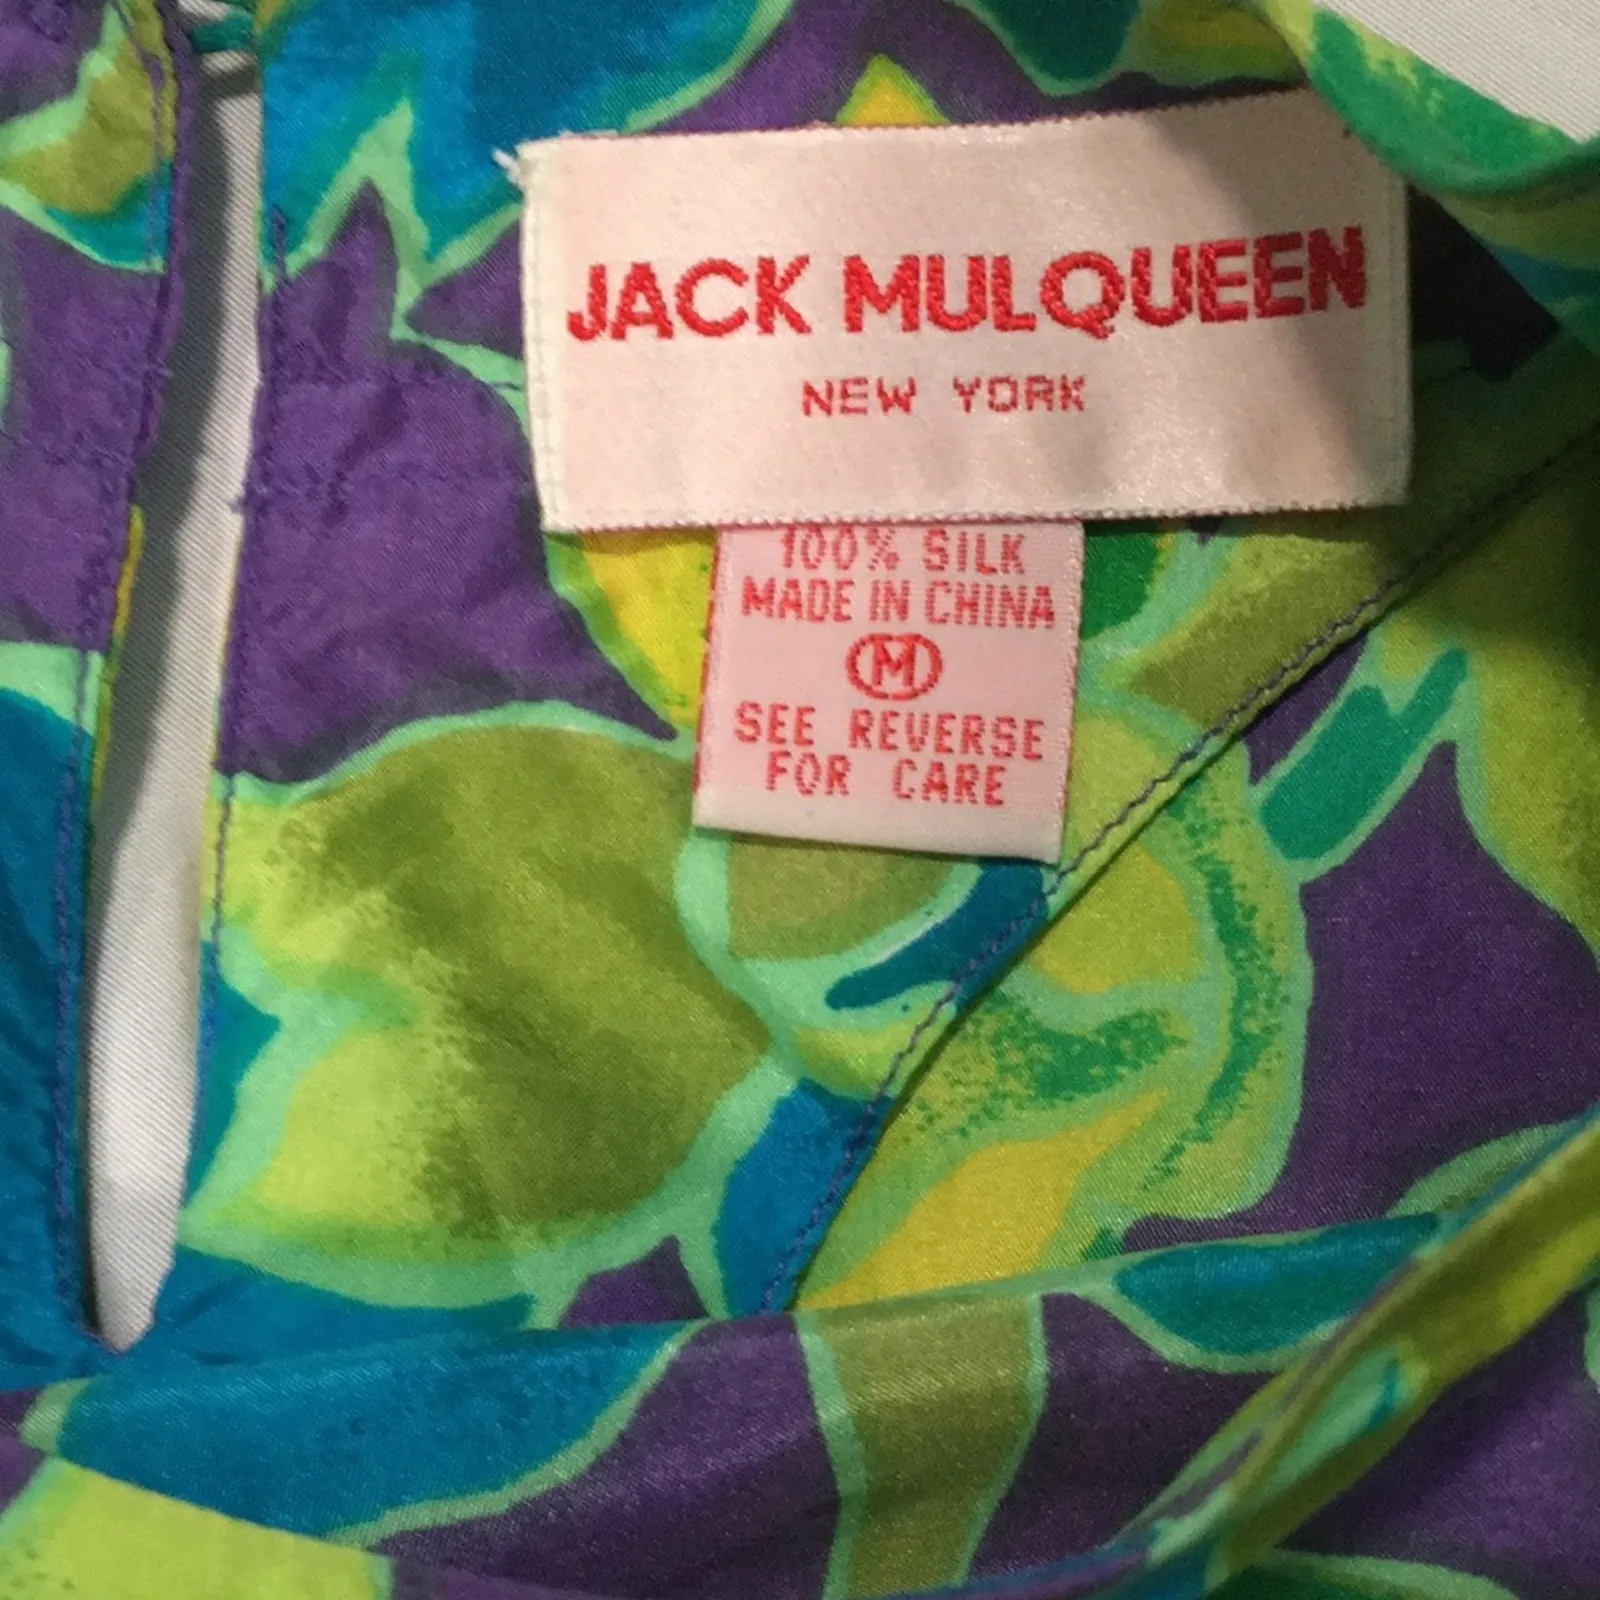 JACK MULQUEEN
NEW YORK
100% SILK
MADE IN CHINA
M
SEE REVERSE
FOR CARE